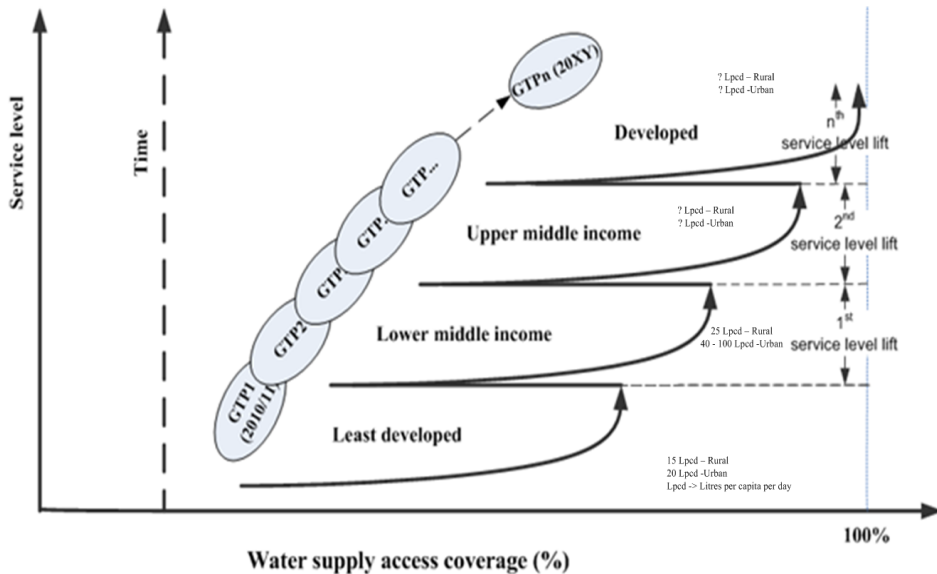 Service level
Time
GTPn (20XY)
GTP...
GTP
GTP
GTP2
GTP1
(2010/11
? Lpcd – Rural
? Lpcd -Urban
Developed
nth
service level lift
? Lpcd – Rural
? Lpcd -Urban
Upper middle income
2nd
service level lift
25 Lpcd – Rural
40 - 100 Lpcd -Urban
Lower middle income
1st
service level lift
Least developed
15 Lpcd – Rural
20 Lpcd -Urban
Lpcd -> Litres per capita per day
100%
Water supply access coverage (%)